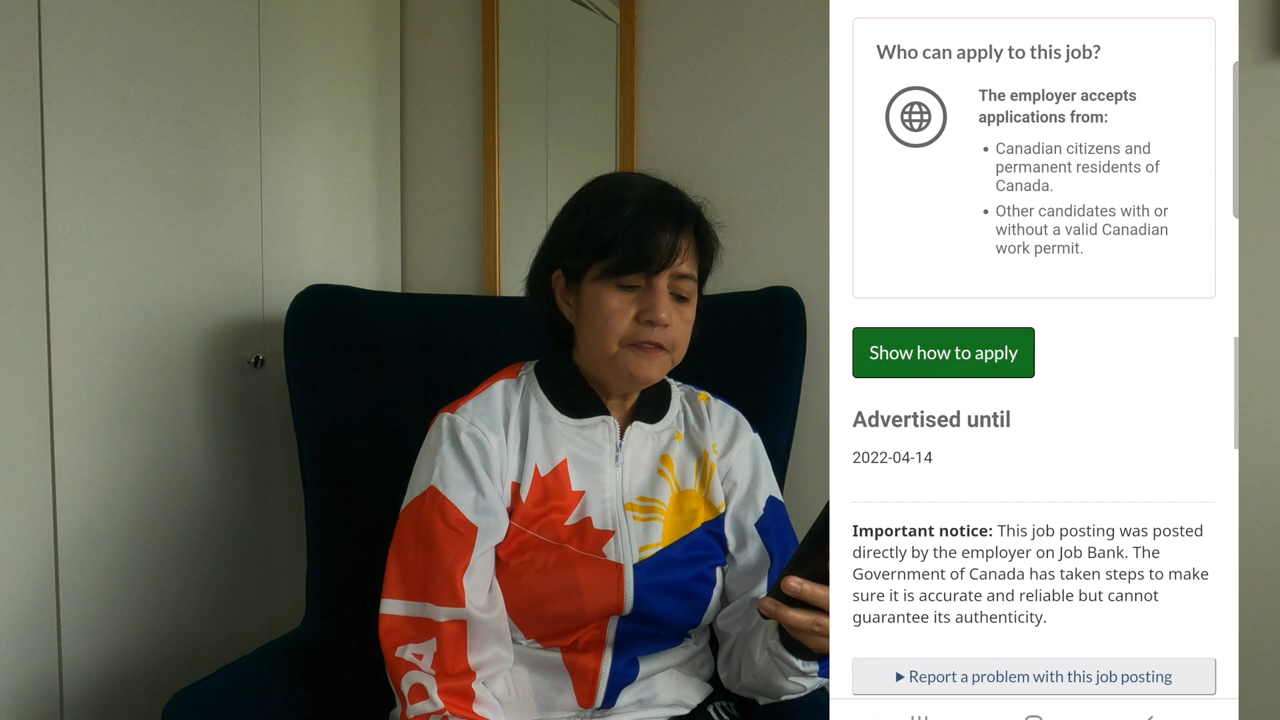 Who can apply to this job?
The employer accepts
applications from:
• Canadian citizens and
permanent residents of
Canada.
• Other candidates with or
without a valid Canadian
work permit.
Show how to apply
Advertised until
2022-04-14
Important notice: This job posting was posted
directly by the employer on Job Bank. The
Government of Canada has taken steps to make
sure it is accurate and reliable but cannot
guarantee its authenticity.
▶ Report a problem with this job posting
DA